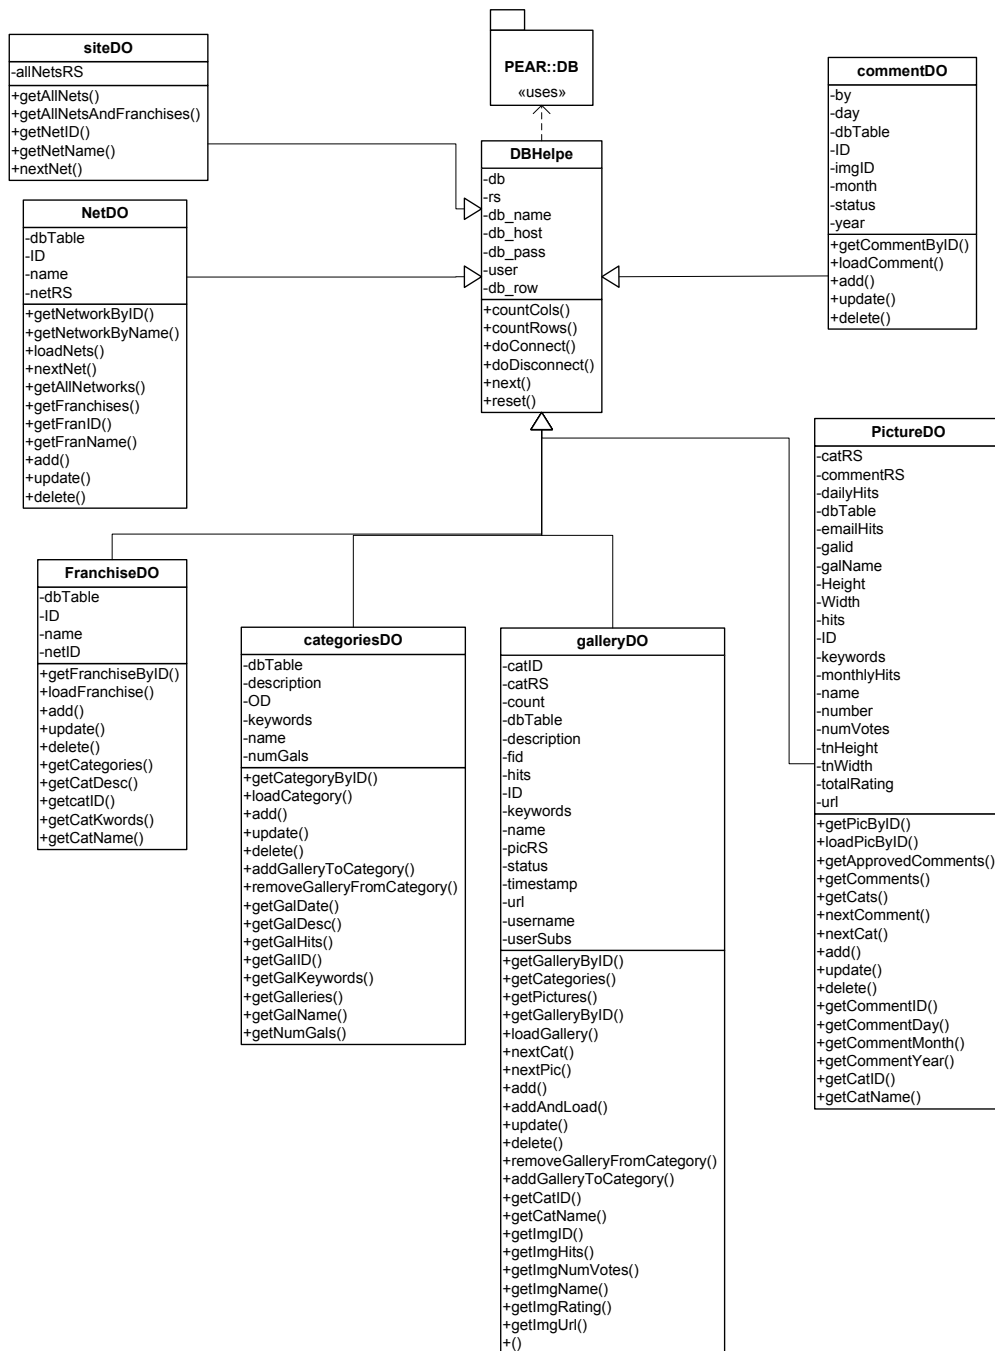 siteDO
-allNetsRS
+getAllNets()
+getAllNetsAndFranchises()
+getNetID()
+getNetName()
+nextNet()
PEAR::DB
«uses»
commentDO
-by
-day
-dbTable
-ID
-imgID
-month
-status
-year
+getCommentByID()
+loadComment()
+add()
+update()
+delete()
DBHelpe
-db
-rs
-db_name
-db_host
-db_pass
-user
-db_row
+countCols()
+countRows()
+doConnect()
+doDisconnect()
+next()
+reset()
NetDO
-dbTable
-ID
-name
-netRS
+getNetworkByID()
+getNetworkByName()
+loadNets()
+nextNet()
+getAllNetworks()
+getFranchises()
+getFranID()
+getFranName()
+add()
+update()
+delete()
PictureDO
-catRS
-commentRS
-dailyHits
-dbTable
-emailHits
-galid
-galName
-Height
-Width
-hits
-ID
-keywords
-monthlyHits
-name
-number
-numVotes
-tnHeight
-tnWidth
-totalRating
-url
+getPicByID()
+loadPicByID()
+getApprovedComments()
+getComments()
+getCats()
+nextComment()
+nextCat()
+add()
+update()
+delete()
+getCommentID()
+getCommentDay()
+getCommentMonth()
+getCommentYear()
+getCatID()
+getCatName()
FranchiseDO
-dbTable
-ID
-name
-netID
+getFranchiseByID()
+loadFranchise()
+add()
+update()
+delete()
+getCategories()
+getCatDesc()
+getcatID()
+getCatKwords()
+getCatName()
categoriesDO
-dbTable
-description
-OD
-keywords
-name
-numGals
+getCategoryByID()
+loadCategory()
+add()
+update()
+delete()
+addGalleryToCategory()
+removeGalleryFromCategory()
+getGalDate()
+getGalDesc()
+getGalHits()
+getGalID()
+getGalKeywords()
+getGalleries()
+getGalName()
+getNumGals()
galleryDO
-catID
-catRS
-count
-dbTable
-description
-fid
-hits
-ID
-keywords
-name
-picRS
-status
-timestamp
-url
-username
-userSubs
+getGalleryByID()
+getCategories()
+getPictures()
+getGalleryByID()
+loadGallery()
+nextCat()
+nextPic()
+add()
+addAndLoad()
+update()
+delete()
+removeGalleryFromCategory()
+addGalleryToCategory()
+getCatID()
+getCatName()
+getImgID()
+getImgHits()
+getImgNumVotes()
+getImgName()
+getImgRating()
+getImgUrl()
+()